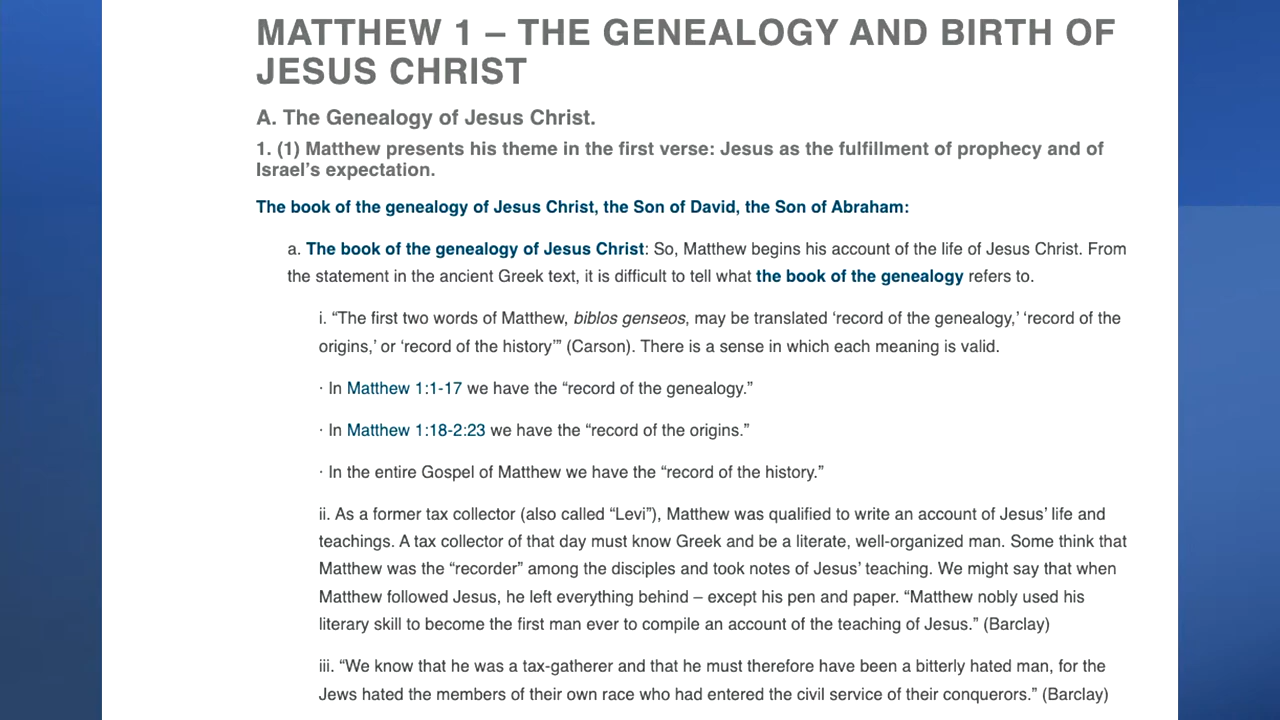 MATTHEW 1 – THE GENEALOGY AND BIRTH OF
JESUS CHRIST
A. The Genealogy of Jesus Christ.
1. (1) Matthew presents his theme in the first verse: Jesus as the fulfillment of prophecy and of
Israel’s expectation.
The book of the genealogy of Jesus Christ, the Son of David, the Son of Abraham:
a. The book of the genealogy of Jesus Christ: So, Matthew begins his account of the life of Jesus Christ. From
the statement in the ancient Greek text, it is difficult to tell what the book of the genealogy refers to.
i. “The first two words of Matthew, biblos genseos, may be translated ‘record of the genealogy,’ ‘record of the
origins,’ or ‘record of the history’” (Carson). There is a sense in which each meaning is valid.
· In Matthew 1:1-17 we have the “record of the genealogy.”
· In Matthew 1:18-2:23 we have the “record of the origins.”
· In the entire Gospel of Matthew we have the “record of the history.”
ii. As a former tax collector (also called “Levi”), Matthew was qualified to write an account of Jesus’ life and
teachings. A tax collector of that day must know Greek and be a literate, well-organized man. Some think that
Matthew was the “recorder” among the disciples and took notes of Jesus’ teaching. We might say that when
Matthew followed Jesus, he left everything behind – except his pen and paper. “Matthew nobly used his
literary skill to become the first man ever to compile an account of the teaching of Jesus.” (Barclay)
iii. “We know that he was a tax-gatherer and that he must therefore have been a bitterly hated man, for the
Jews hated the members of their own race who had entered the civil service of their conquerors.” (Barclay)